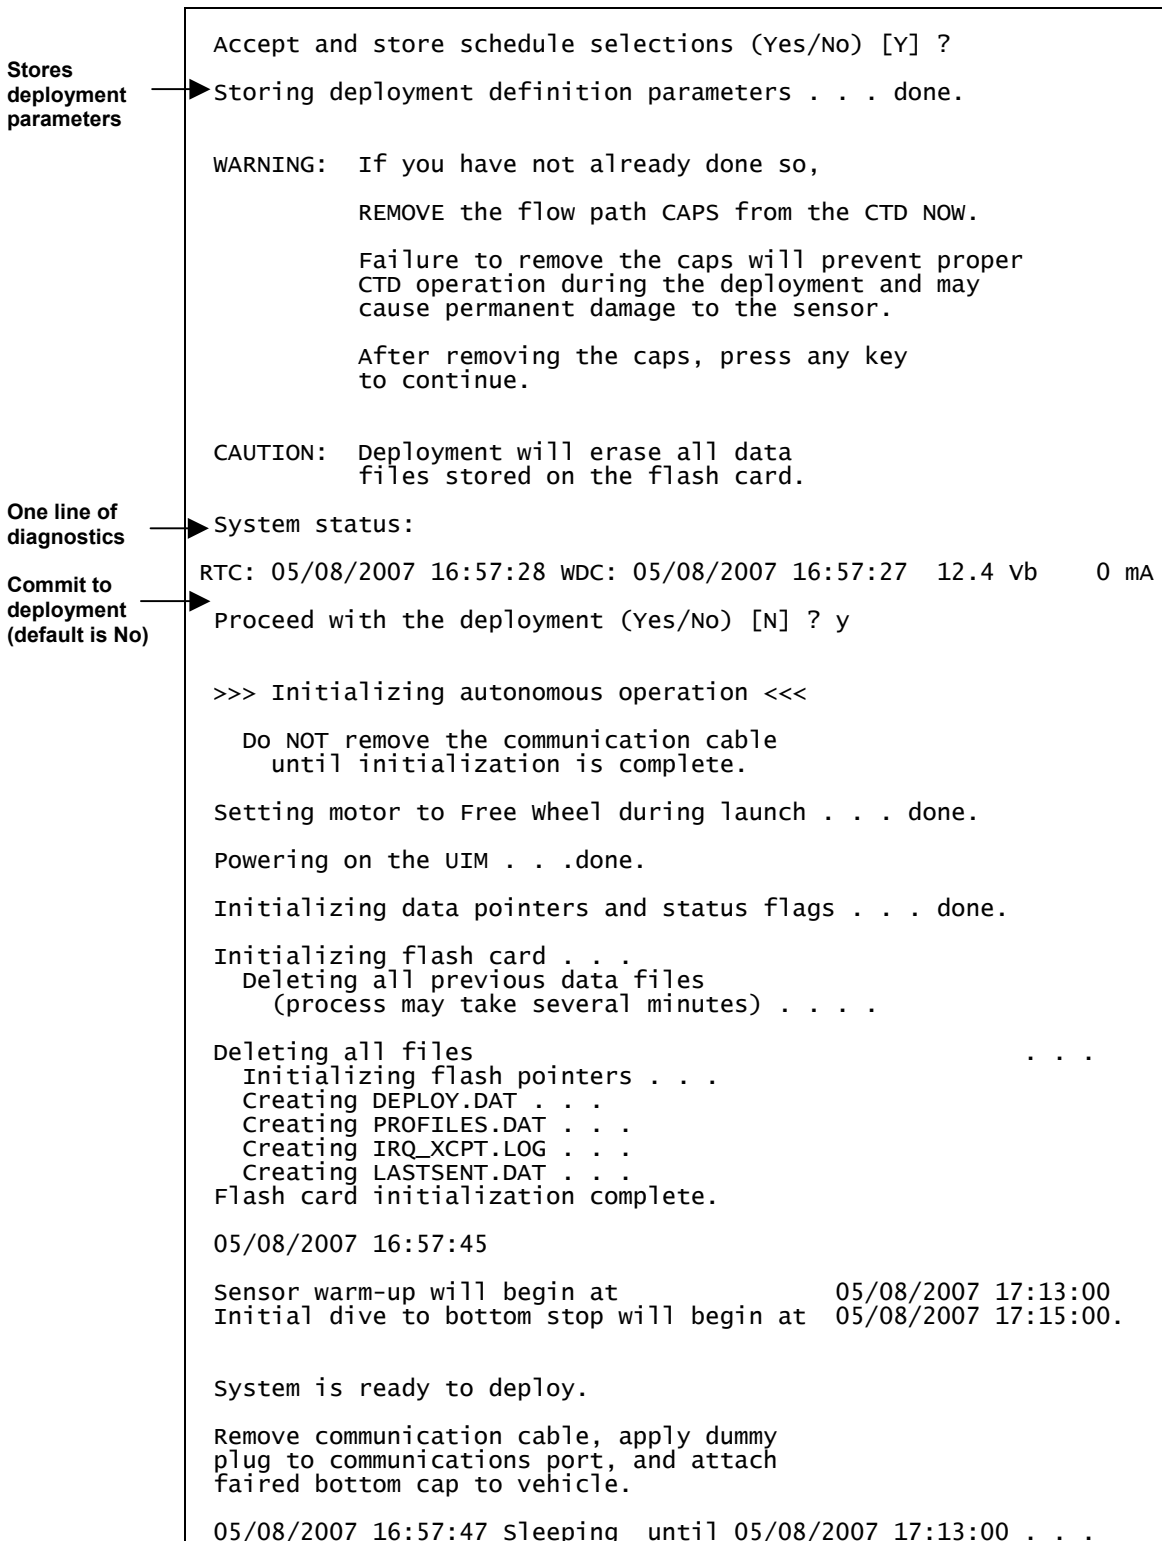 Accept and store schedule selections (Yes/No) [Y] ?
Stores
deployment
parameters
Storing deployment definition parameters . . . done.
WARNING:  If you have not already done so,
REMOVE the flow path CAPS from the CTD NOW.
Failure to remove the caps will prevent proper
CTD operation during the deployment and may
cause permanent damage to the sensor.
After removing the caps, press any key
to continue.
CAUTION:  Deployment will erase all data
files stored on the flash card.
One line of
diagnostics
System status:
RTC: 05/08/2007 16:57:28 WDC: 05/08/2007 16:57:27  12.4 Vb    0 mA
Commit to
deployment
(default is No)
Proceed with the deployment (Yes/No) [N] ? y
>>> Initializing autonomous operation <<<
Do NOT remove the communication cable
until initialization is complete.
Setting motor to Free Wheel during launch . . . done.
Powering on the UIM . . .done.
Initializing data pointers and status flags . . . done.
Initializing flash card . . .
Deleting all previous data files
(process may take several minutes) . . . .
Deleting all files . . .
Initializing flash pointers . . .
Creating DEPLOY.DAT . . .
Creating PROFILES.DAT . . .
Creating IRQ_XCPT.LOG . . .
Creating LASTSENT.DAT . . .
Flash card initialization complete.
05/08/2007 16:57:45
Sensor warm-up will begin at 05/08/2007 17:13:00
Initial dive to bottom stop will begin at  05/08/2007 17:15:00.
System is ready to deploy.
Remove communication cable, apply dummy
plug to communications port, and attach
faired bottom cap to vehicle.
05/08/2007 16:57:47 Sleeping  until 05/08/2007 17:13:00 . . .